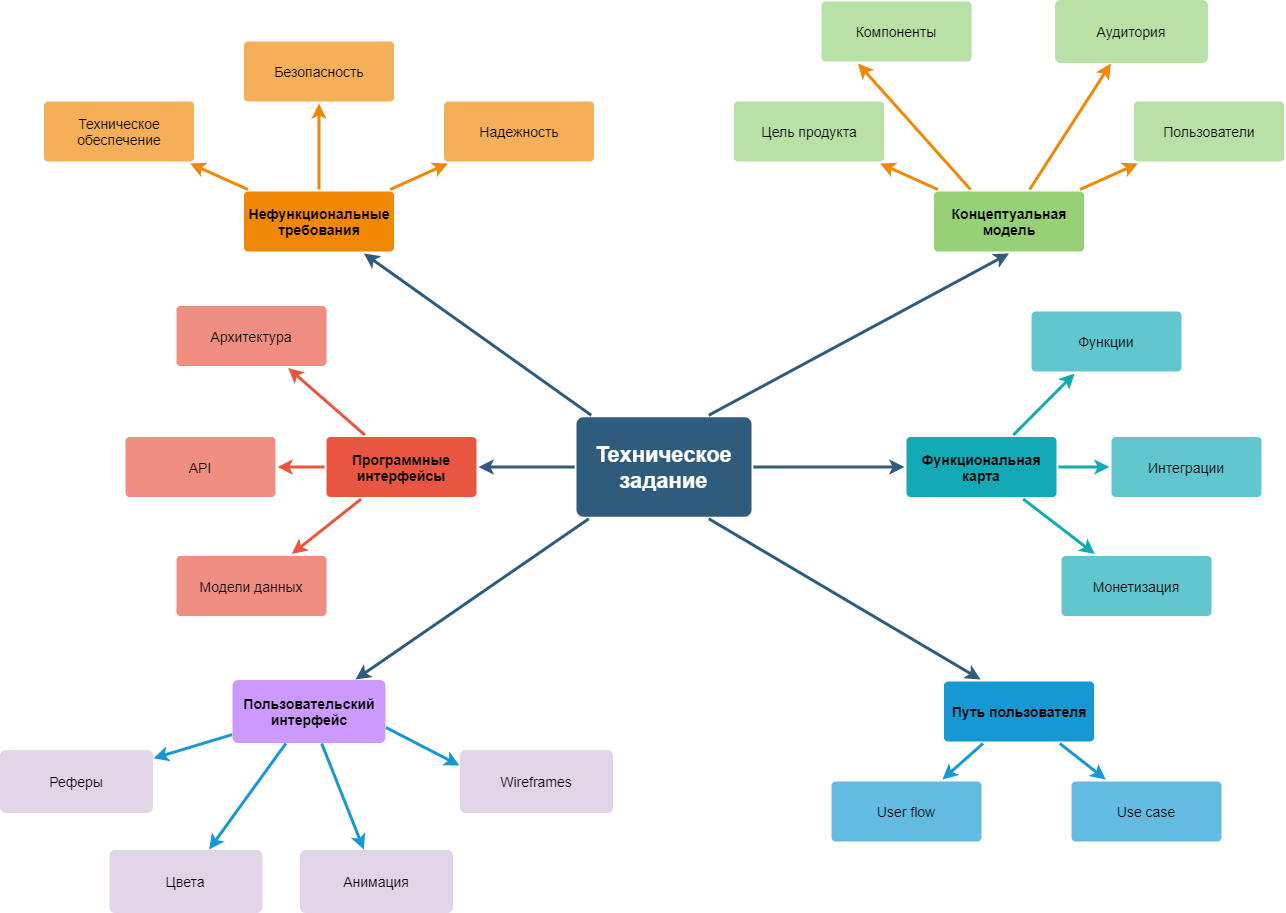 Компоненты
Аудитория
Безопасность
Техническое
обеспечение
Надежность
Цель продукта
Пользователи
Нефункциональные
требования
Концептуальная
модель
Архитектура
Функции
Техническое
задание
Программные
интерфейсы
API
Функциональная
карта
Интеграции
Модели данных
Монетизация
Пользовательский
интерфейс
Путь пользователя
Реферы
Wireframes
User flow
Use case
Цвета
Анимация